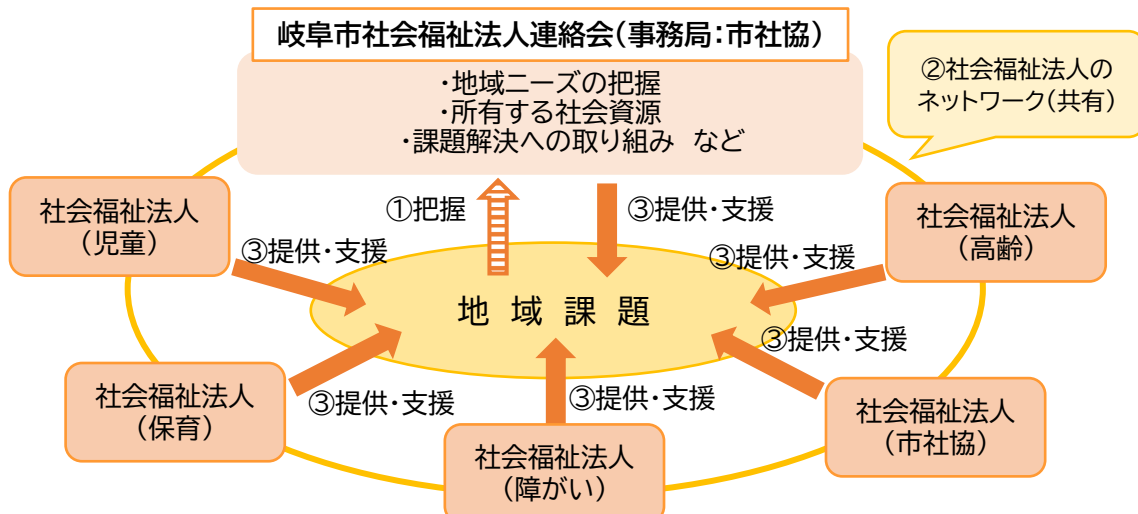 岐阜市社会福祉法人連絡会(事務局:市社協)
・地域ニーズの把握
・所有する社会資源
・課題解決への取り組み など
②社会福祉法人の
ネットワーク(共有)
社会福祉法人
(児童)
①把握
③提供・支援
社会福祉法人
(高齢)
③提供・支援
③提供・支援
地 域 課 題
③提供・支援
社会福祉法人
(保育)
③提供・支援
③提供・支援
社会福祉法人
(市社協)
社会福祉法人
(障がい)